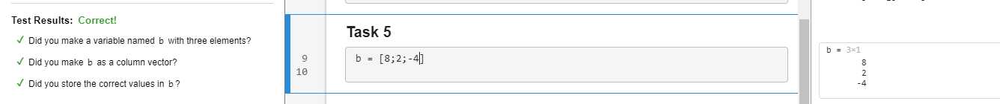 Test Results: Correct!
✓ Did you make a variable named b with three elements?
✓ Did you make b as a column vector?
✓ Did you store the correct values in b?
Task 5
9 b = [8;2;-4]
10
b = 3×1
8
2
-4